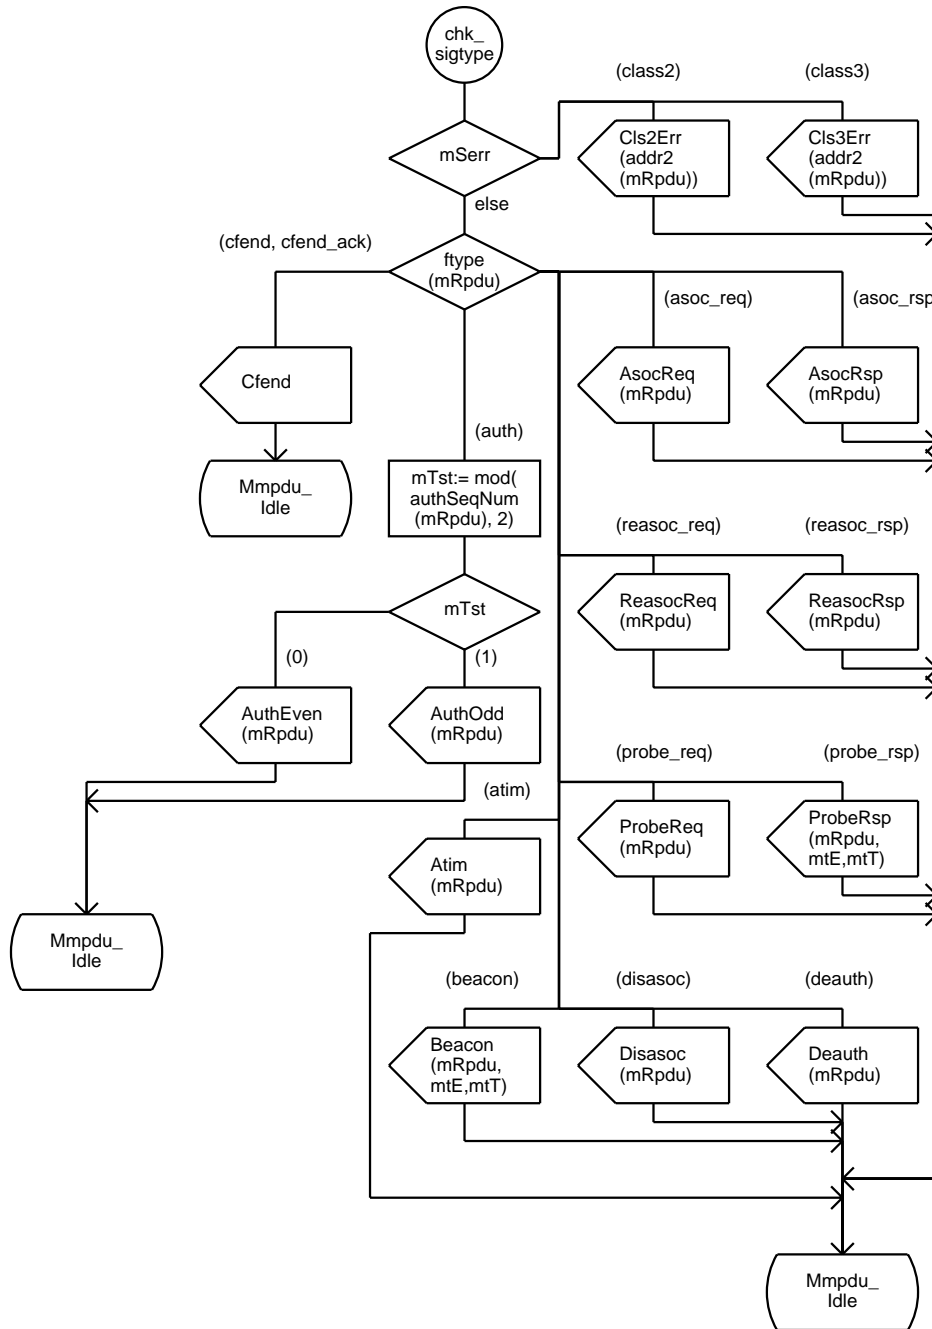 chk_
sigtype
(class2)
(class3)
mSerr
Cls2Err
(addr2
(mRpdu))
Cls3Err
(addr2
(mRpdu))
else
(cfend, cfend_ack)
ftype
(mRpdu)
(asoc_req)
(asoc_rsp
Cfend
AsocReq
(mRpdu)
AsocRsp
(mRpdu)
(auth)
Mmpdu_
Idle
mTst:= mod(
authSeqNum
(mRpdu), 2)
(reasoc_req)
(reasoc_rsp)
mTst
ReasocReq
(mRpdu)
ReasocRsp
(mRpdu)
(0)
(1)
AuthEven
(mRpdu)
AuthOdd
(mRpdu)
(probe_req)
(probe_rsp)
(atim)
ProbeReq
(mRpdu)
ProbeRsp
(mRpdu,
mtE,mtT)
Atim
(mRpdu)
Mmpdu_
Idle
(beacon)
(disasoc)
(deauth)
Beacon
(mRpdu,
mtE,mtT)
Disasoc
(mRpdu)
Deauth
(mRpdu)
Mmpdu_
Idle